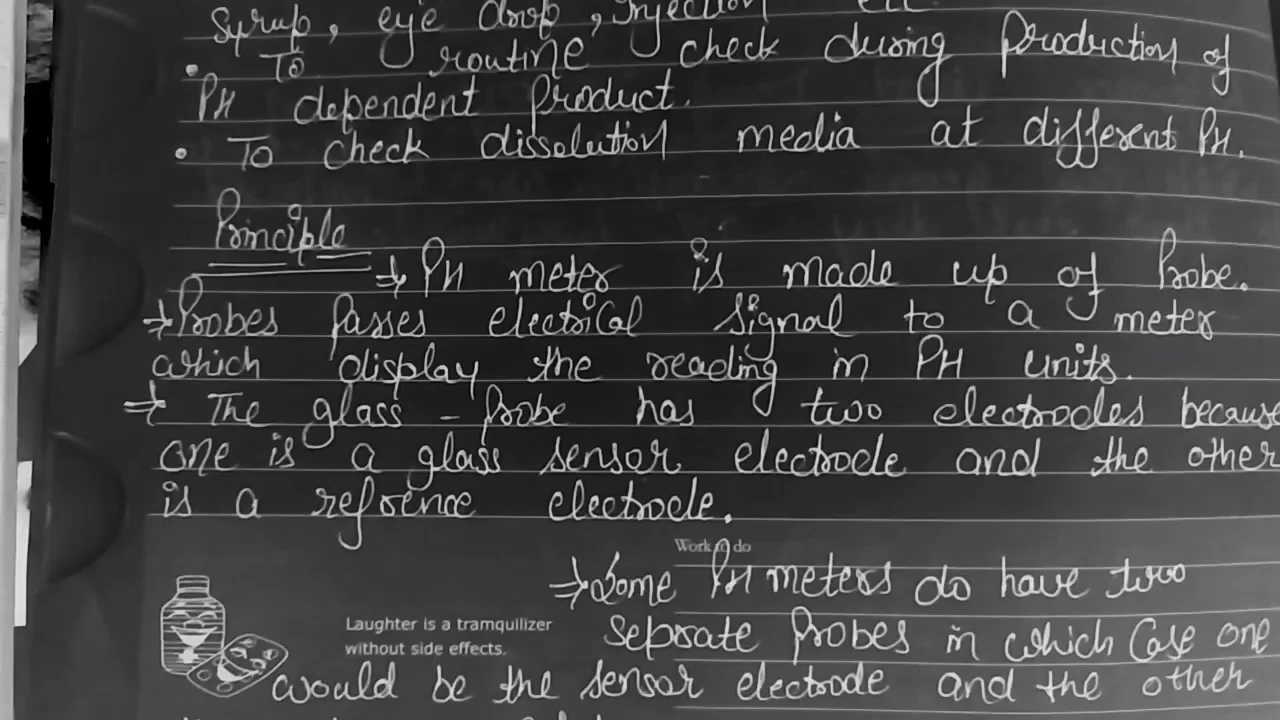 Syrup, eye drop, injection etc
• To routine check during production of
PH dependent product.
• To check dissolution media at different PH.
Principle
→ PH meter is made up of Probe.
→ Probes Passes electrical signal to a meter
which display the reading in PH units.
→ The glass - Probe has two electrodes because
one is a glass sensor electrode and the other
is a refrence electrode.
Work to do
→ Some PH meters do have two
Laughter is a tramquilizer
seprate Probes in which Case one
without side effects.
would be the sensor electrode and the other